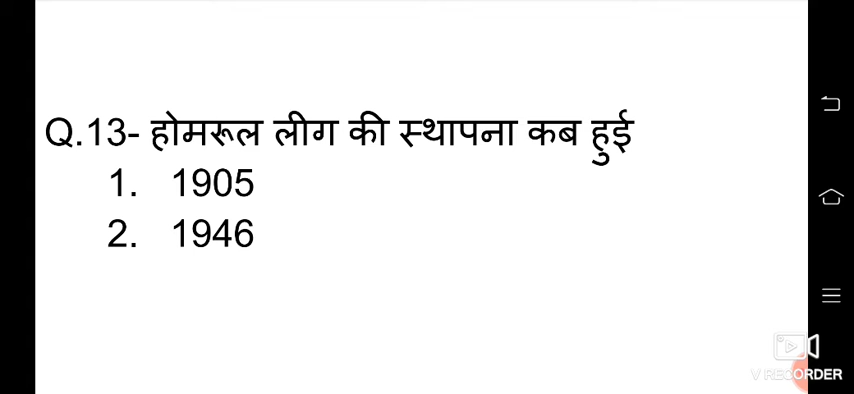 Q.13- होमरूल लीग की स्थापना कब हुई
1. 1905
2. 1946
V RECORDER